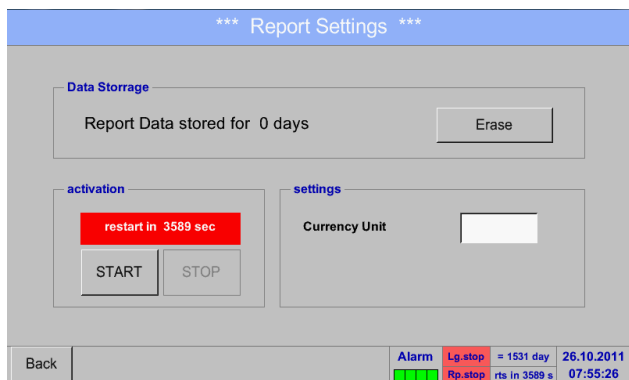 *** Report Settings ***
Data Storrage
Report Data stored for 0 days
Erase
activation
restart in 3589 sec
START
STOP
settings
Currency Unit
Back
Alarm
Lg.stop = 1531 day
Rp.stop rts in 3589 s
26.10.2011
07:55:26